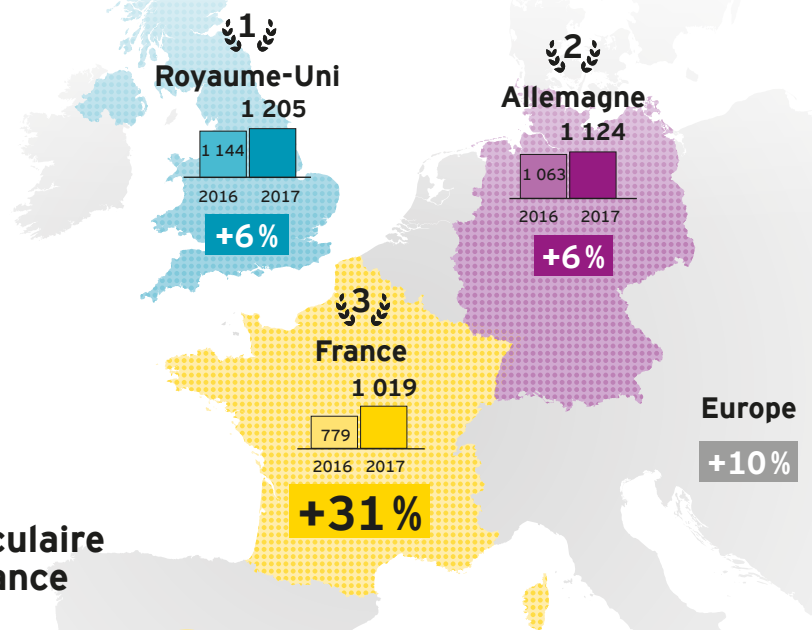 1
Royaume-Uni
1 205
1 144
2016 2017
+6 %
2
Allemagne
1 124
1 063
2016 2017
+6 %
3
France
1 019
779
2016 2017
+31 %
Europe
+10 %
culaire
ance